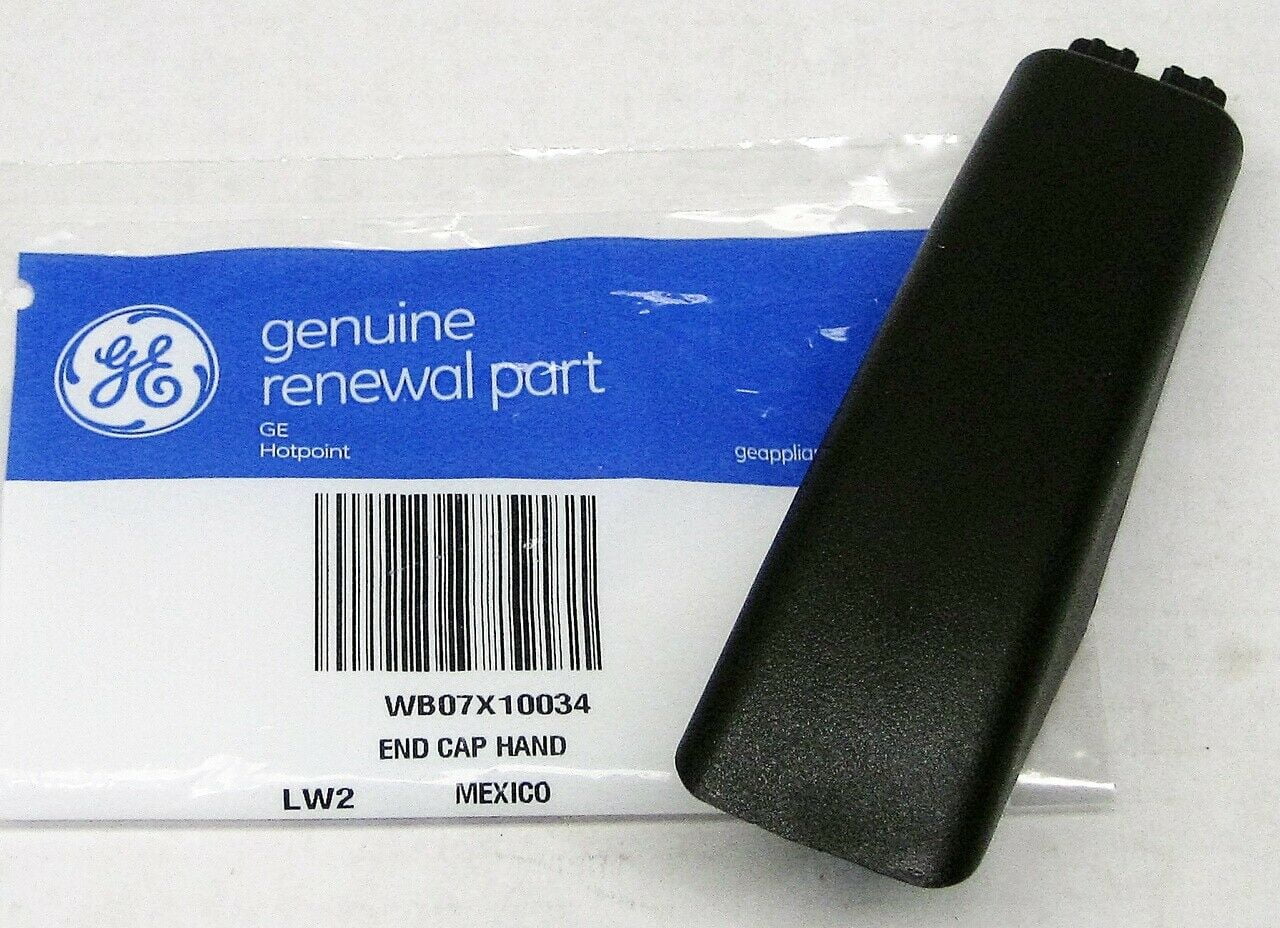 GE
genuine
renewal part
GE
Hotpoint
geapplia
WB07X10034
END CAP HAND
LW2 MEXICO